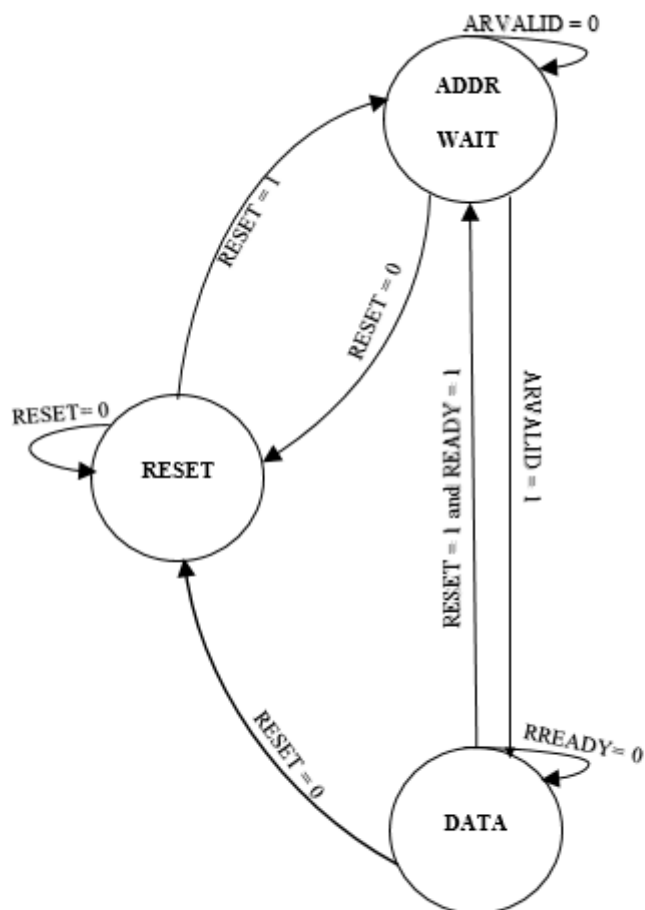 ARVALID = 0
ADDR
WAIT
RESET = 1
RESET = 0
RESET= 0
RESET
RESET = 1 and READY = 1
ARVALID = 1
RESET = 0
RREADY= 0
DATA